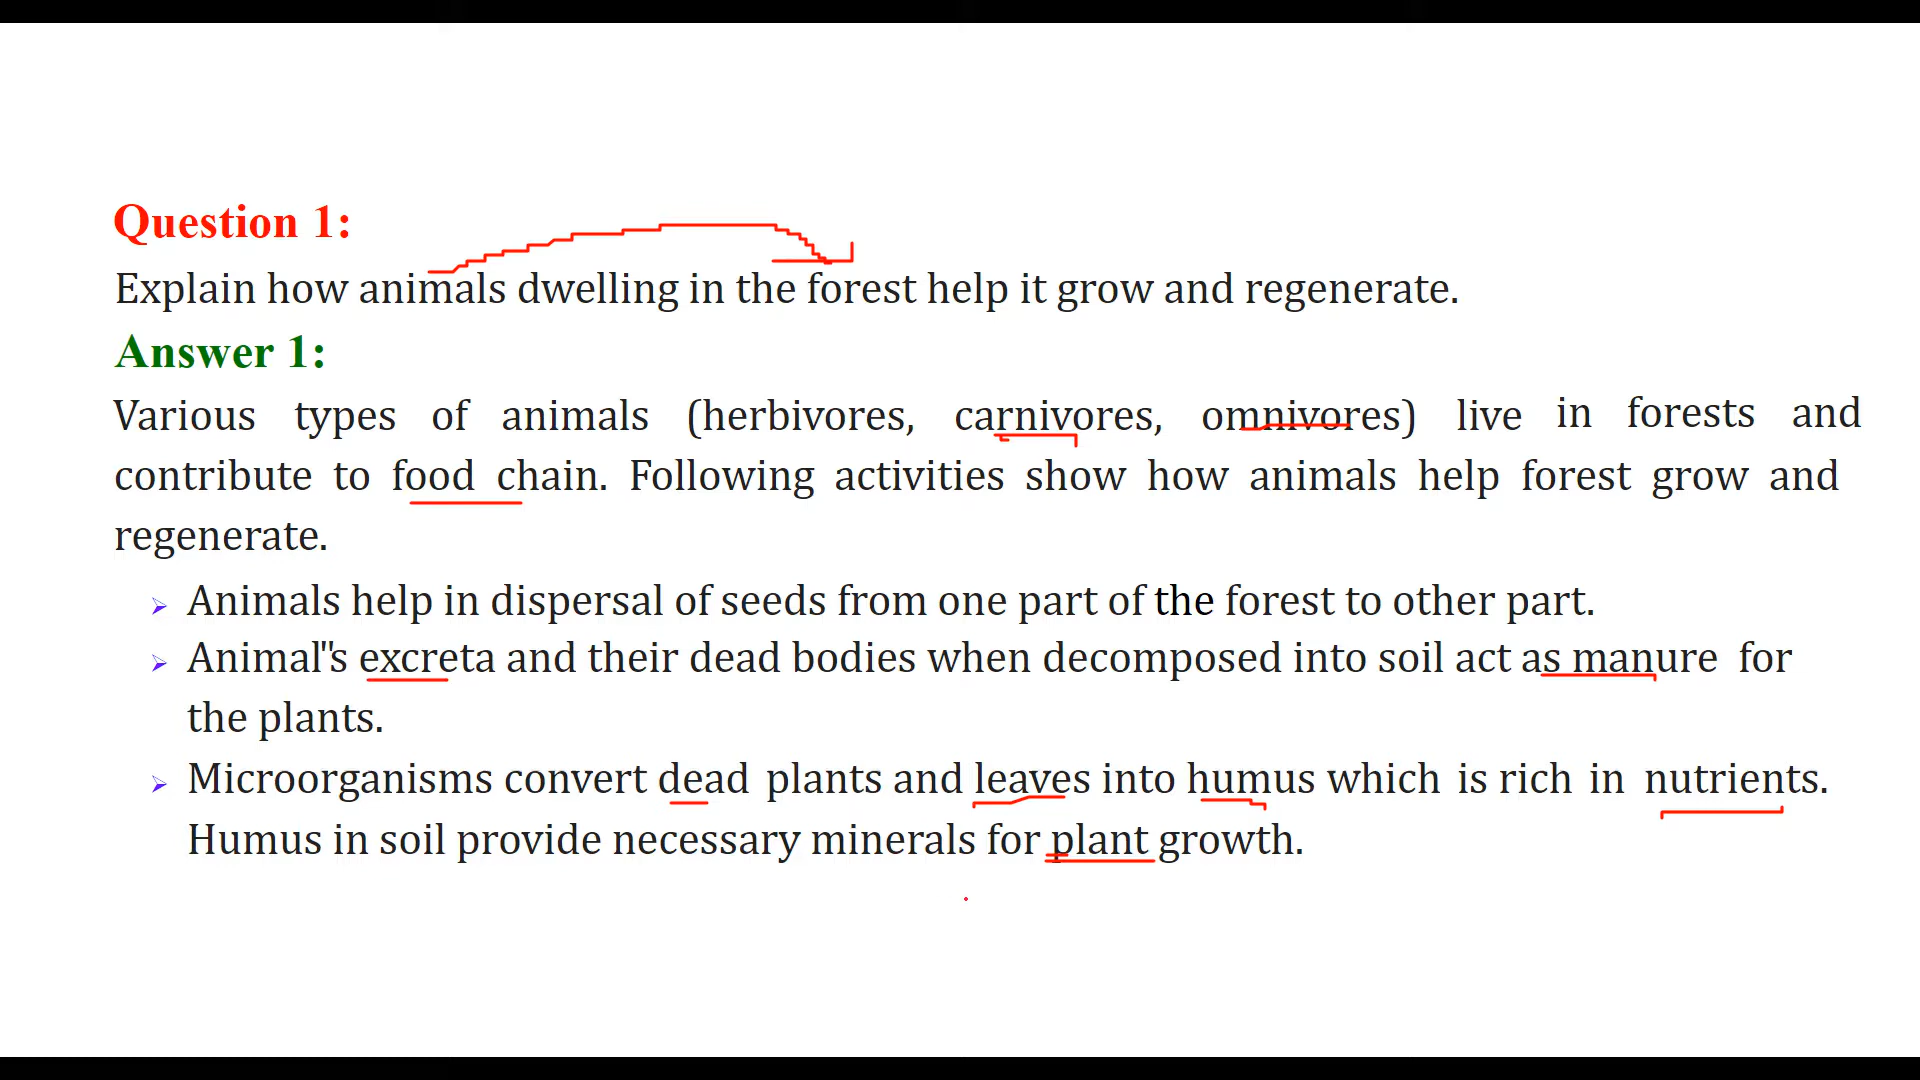 Question 1:
Explain how animals dwelling in the forest help it grow and regenerate.
Answer 1:
Various types of animals (herbivores, carnivores, omnivores) live in forests and
contribute to food chain. Following activities show how animals help forest grow and
regenerate.
➢ Animals help in dispersal of seeds from one part of the forest to other part.
➢ Animal"s excreta and their dead bodies when decomposed into soil act as manure for
the plants.
➢ Microorganisms convert dead plants and leaves into humus which is rich in nutrients.
Humus in soil provide necessary minerals for plant growth.